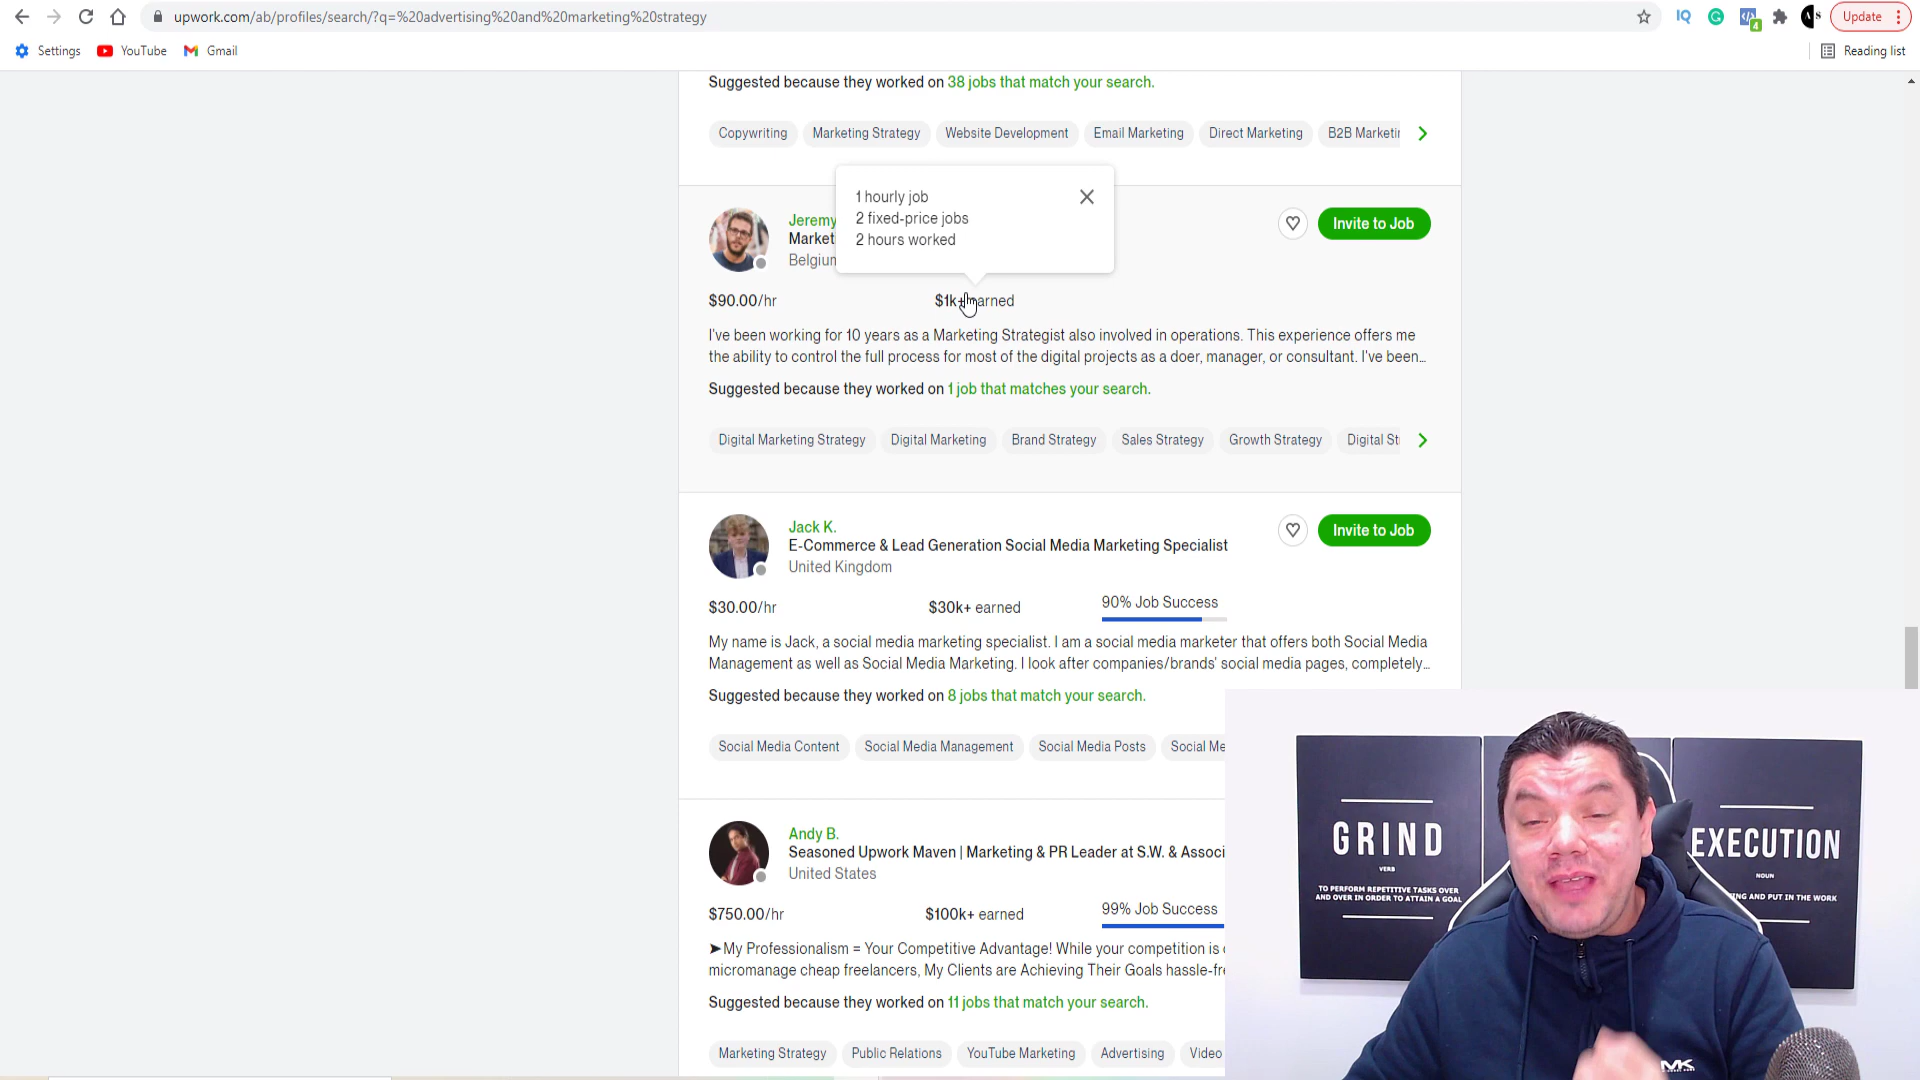 upwork.com/ab/profiles/search/?q=%20advertising%20and%20marketing%20strategy
IQ
4
Update
Settings
YouTube
Gmail
Reading list
Suggested because they worked on 38 jobs that match your search.
Copywriting Marketing Strategy Website Development Email Marketing Direct Marketing B2B Marketin
1 hourly job
2 fixed-price jobs
2 hours worked
Jeremy
Market
Belgium
Invite to Job
$90.00/hr $1k+ earned
I've been working for 10 years as a Marketing Strategist also involved in operations. This experience offers me
the ability to control the full process for most of the digital projects as a doer, manager, or consultant. I've been...
Suggested because they worked on 1 job that matches your search.
Digital Marketing Strategy Digital Marketing Brand Strategy Sales Strategy Growth Strategy Digital St
Jack K.
E-Commerce & Lead Generation Social Media Marketing Specialist
United Kingdom
Invite to Job
$30.00/hr $30k+ earned 90% Job Success
My name is Jack, a social media marketing specialist. I am a social media marketer that offers both Social Media
Management as well as Social Media Marketing. I look after companies/brands' social media pages, completely...
Suggested because they worked on 8 jobs that match your search.
Social Media Content Social Media Management Social Media Posts Social Me
Andy B.
Seasoned Upwork Maven | Marketing & PR Leader at S.W. & Associ
United States
$750.00/hr $100k+ earned 99% Job Success
➤My Professionalism = Your Competitive Advantage! While your competition is
micromanage cheap freelancers, My Clients are Achieving Their Goals hassle-fr
Suggested because they worked on 11 jobs that match your search.
Marketing Strategy Public Relations YouTube Marketing Advertising Video
GRIND
VERB
TO PERFORM REPETITIVE TASKS OVER
AND OVER IN ORDER TO ATTAIN A GOAL
EXECUTION
NOUN
ING AND PUT IN THE WORK
MK